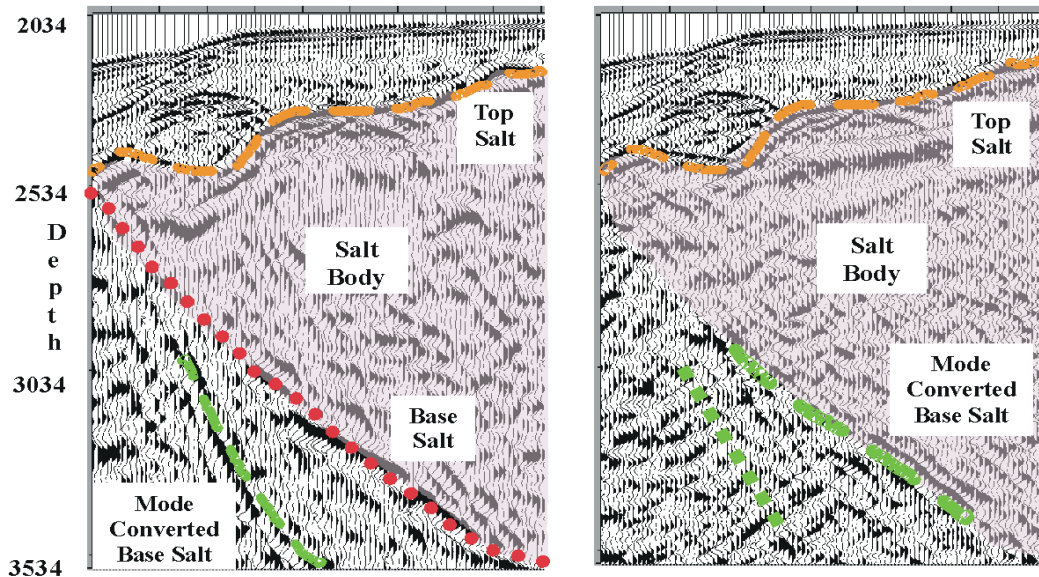 2034
2534
D
e
p
t
h
3034
3534
Top
Salt
Salt
Body
Base
Salt
Mode
Converted
Base Salt
Top
Salt
Salt
Body
Mode
Converted
Base Salt